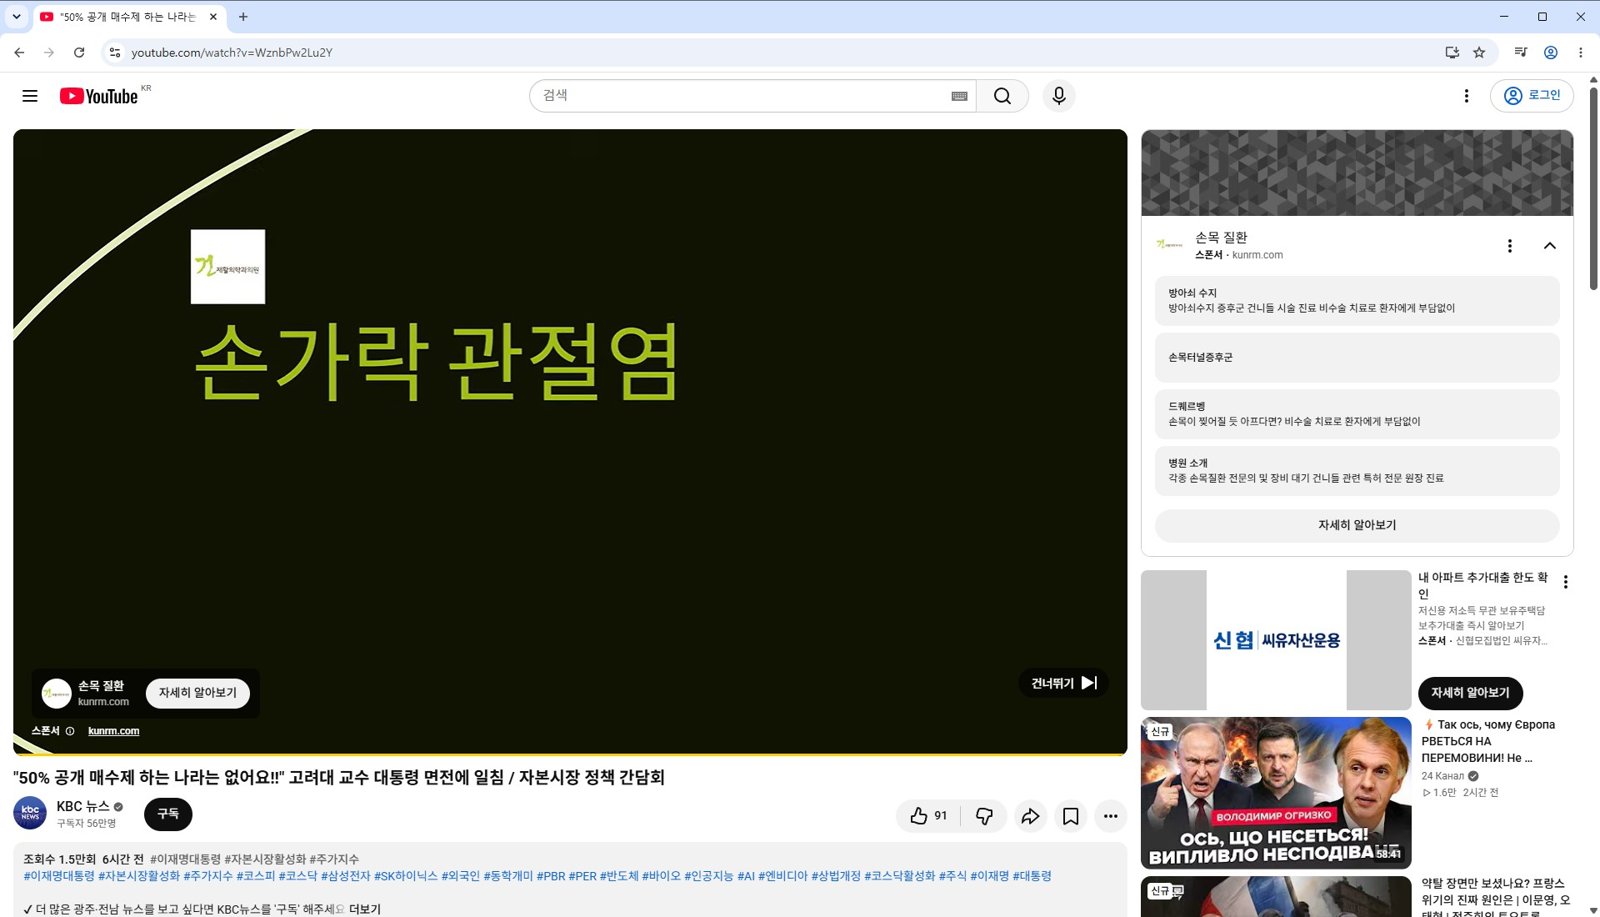 "50% 공개 매수제 하는 나라는
youtube.com/watch?v=WznbPw2Lu2Y
YouTube KR
검색
로그인
건 재활의학과의원
손가락 관절염
손목 질환
kunrm.com
자세히 알아보기
스폰서
kunrm.com
건너뛰기
"50% 공개 매수제 하는 나라는 없어요!!" 고려대 교수 대통령 면전에 일침 / 자본시장 정책 간담회
kbc NEWS
KBC 뉴스
구독자 56만명
구독
91
조회수 1.5만회 6시간 전 #이재명대통령 #자본시장활성화 #주가지수
#이재명대통령 #자본시장활성화 #주가지수 #코스피 #코스닥 #삼성전자 #SK하이닉스 #외국인 #동학개미 #PBR #PER #반도체 #바이오 #인공지능 #AI #엔비디아 #상법개정 #코스닥활성화 #주식 #이재명 #대통령
✓ 더 많은 광주·전남 뉴스를 보고 싶다면 KBC뉴스를 '구독' 해주세요 더보기
손목 질환
스폰서 · kunrm.com
방아쇠 수지
방아쇠수지 증후군 건니들 시술 진료 비수술 치료로 환자에게 부담없이
손목터널증후군
드퀘르벵
손목이 찢어질 듯 아프다면? 비수술 치료로 환자에게 부담없이
병원 소개
각종 손목질환 전문의 및 장비 대기 건니들 관련 특허 전문 원장 진료
자세히 알아보기
신협 씨유자산운용
내 아파트 추가대출 한도 확
인
저신용 저소득 무관 보유주택담
보추가대출 즉시 알아보기
스폰서 · 신협모집법인 씨유자...
자세히 알아보기
신규
ВОЛОДИМИР ОГРИЗКО
ОСЬ, ЩО НЕСЕТЬСЯ!
ВИПЛИВЛО НЕСПОДІВА
58:41
Так ось, чому Європа
РВЕТЬСЯ НА
ПЕРЕМОВИНИ! Не ...
24 Канал
1.6만 2시간 전
신규
약탈 장면만 보셨나요? 프랑스
위기의 진짜 원인은 | 이문영, 오